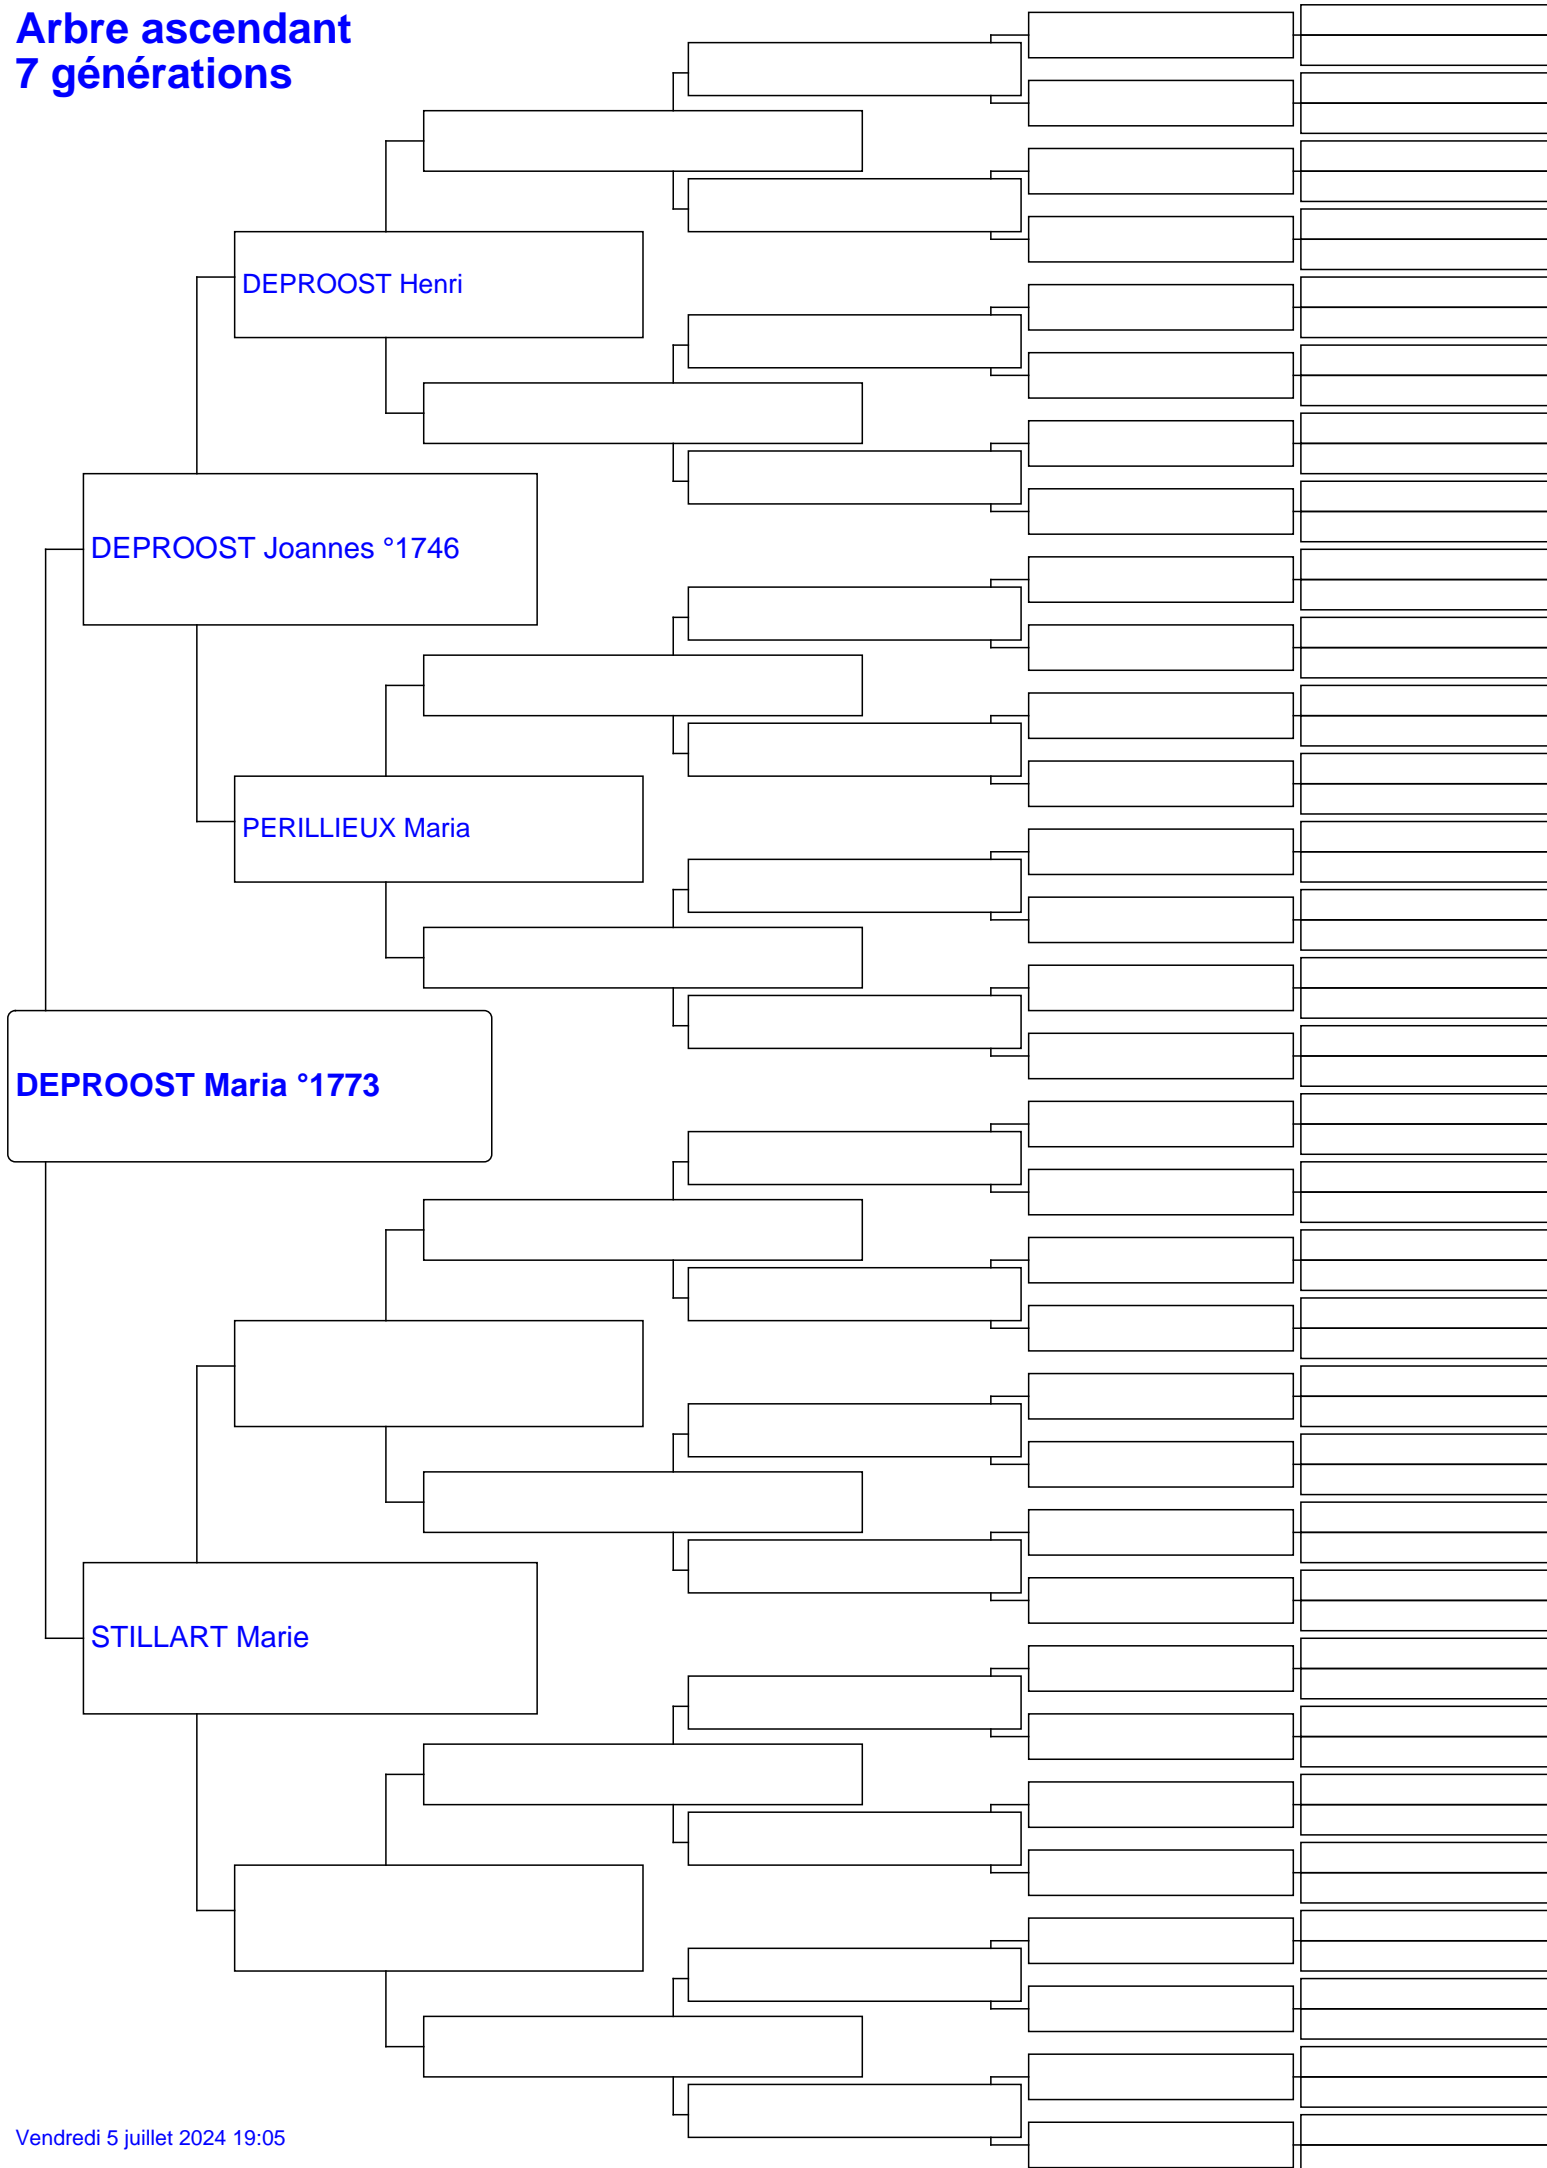 Arbre ascendant
7 générations
DEPROOST Henri
DEPROOST Joannes °1746
PERILLIEUX Maria
DEPROOST Maria °1773
STILLART Marie
Vendredi 5 juillet 2024 19:05